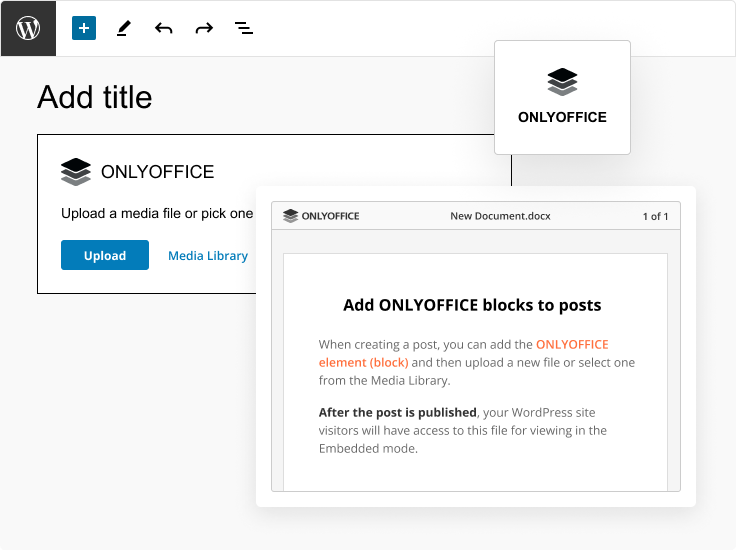 Add title
ONLYOFFICE
ONLYOFFICE
Upload a media file or pick one
Upload
Media Library
ONLYOFFICE
New Document.docx
1 of 1
Add ONLYOFFICE blocks to posts
When creating a post, you can add the ONLYOFFICE
element (block) and then upload a new file or select one
from the Media Library.
After the post is published, your WordPress site
visitors will have access to this file for viewing in the
Embedded mode.